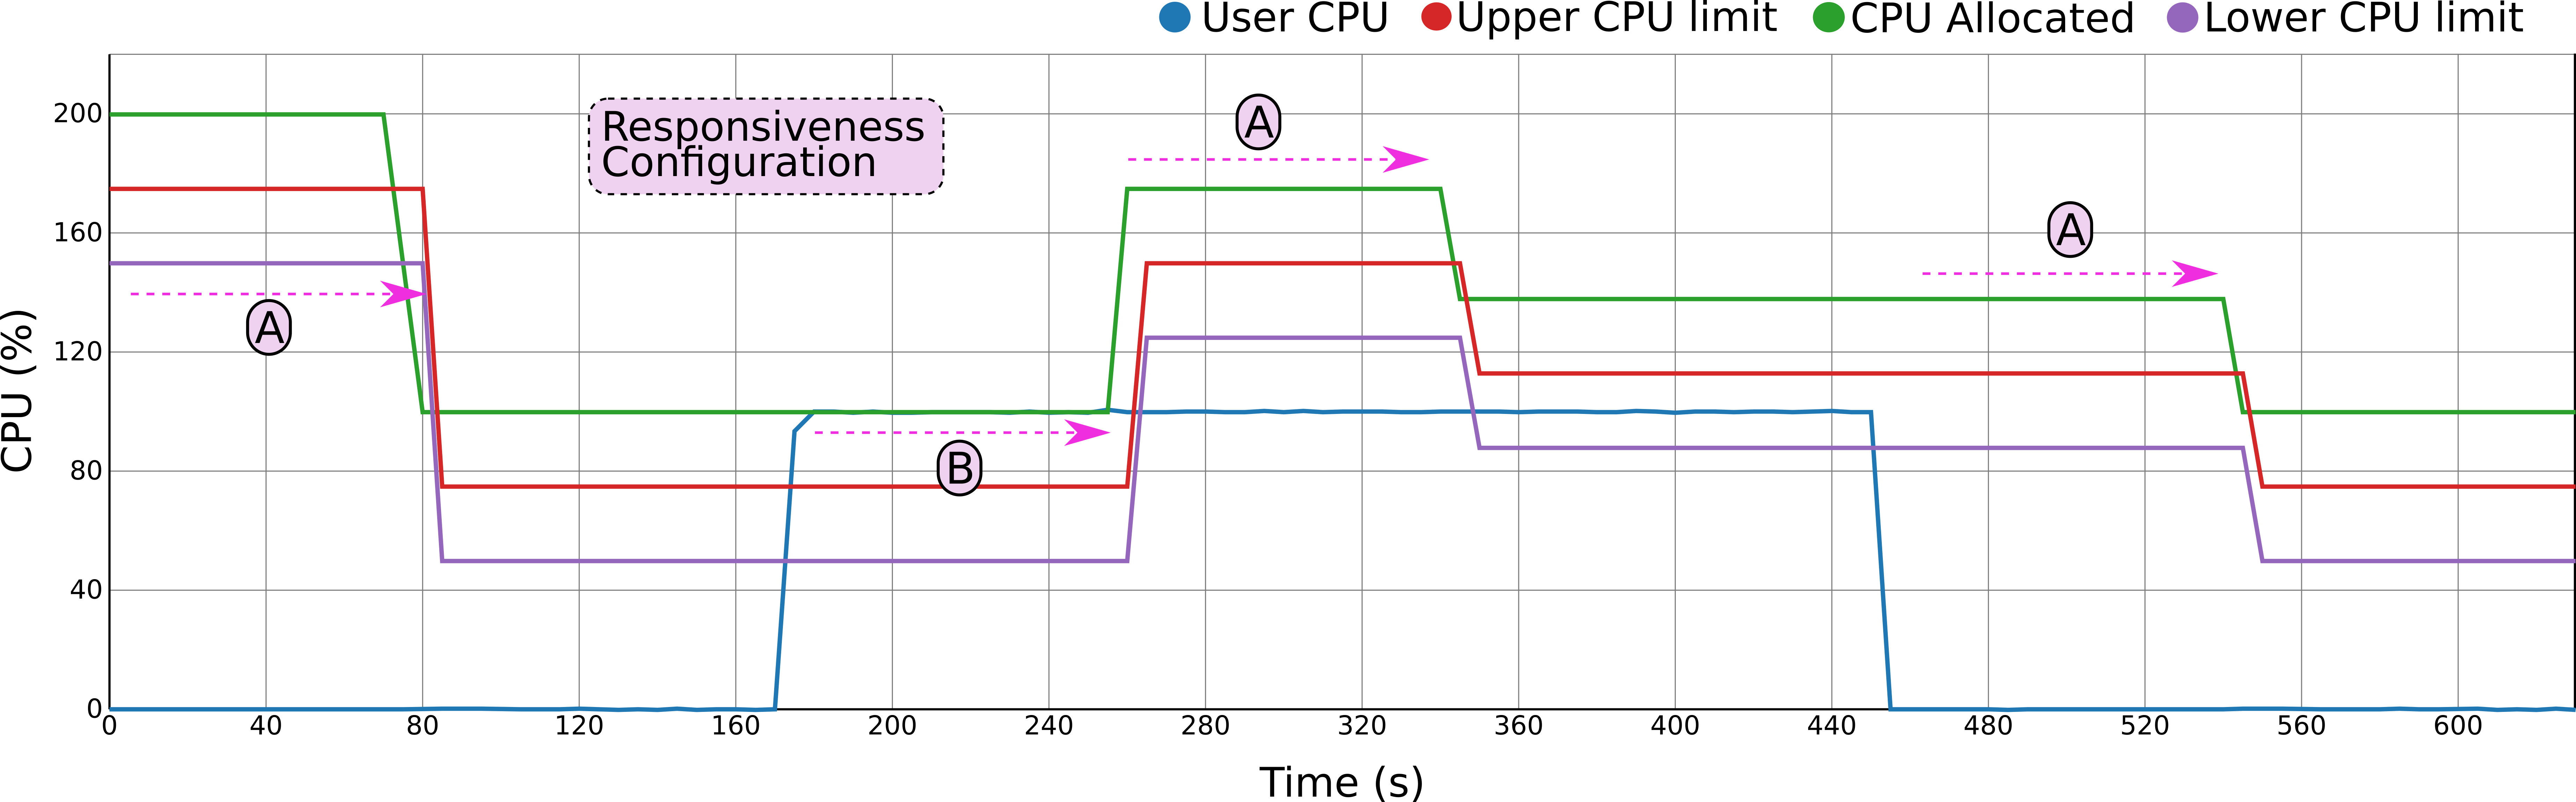 User CPU Upper CPU limit CPU Allocated Lower CPU limit
200
Responsiveness
Configuration
A
160
A
A
120
CPU (%)
B
80
40
0
0 40 80 120 160 200 240 280 320 360 400 440 480 520 560 600
Time (s)